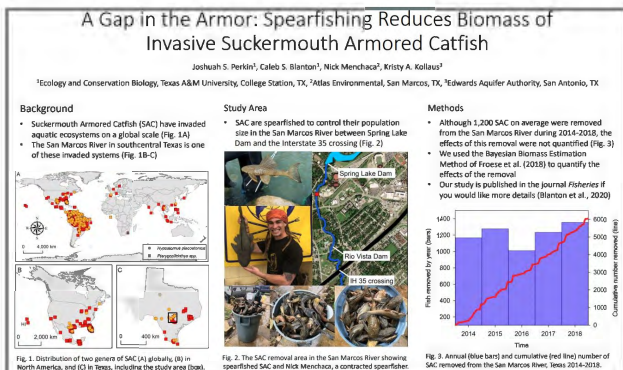 A Gap in the Armor: Spearfishing Reduces Biomass of
Invasive Suckermouth Armored Catfish
Joshuah S. Perkin¹, Caleb S. Blanton¹, Nick Menchaca², Kristy A. Kollaus³
¹Ecology and Conservation Biology, Texas A&M University, College Station, TX, ²Atlas Environmental, San Marcos, TX, ³Edwards Aquifer Authority, San Antonio, TX
Background
• Suckermouth Armored Catfish (SAC) have invaded
aquatic ecosystems on a global scale (Fig. 1A)
• The San Marcos River in southcentral Texas is one
of these invaded systems (Fig. 1B-C)
A
N
4,000 km
Hypostomus plecostomus
Pterygoplichthys spp.
B
2,000 km
C
400 km
Fig. 1. Distribution of two genera of SAC (A) globally, (B) in
North America, and (C) in Texas, including the study area (box).
Study Area
• SAC are spearfished to control their population
size in the San Marcos River between Spring Lake
Dam and the Interstate 35 crossing (Fig. 2)
Spring Lake Dam
Rio Vista Dam
IH 35 crossing
Fig. 2. The SAC removal area in the San Marcos River showing
spearfished SAC and Nick Menchaca, a contracted spearfisher.
Methods
• Although 1,200 SAC on average were removed
from the San Marcos River during 2014-2018, the
effects of this removal were not quantified (Fig. 3)
• We used the Bayesian Biomass Estimation
Method of Froese et al. (2018) to quantify the
effects of the removal
• Our study is published in the journal Fisheries if
you would like more details (Blanton et al., 2020)
Fish removed by year (bars)
1400
1200
1000
800
600
400
200
6000
5000
4000
3000
2000
1000
0
Cumulative number removed (line)
2014 2015 2016 2017 2018
Time
Fig. 3. Annual (blue bars) and cumulative (red line) number of
SAC removed from the San Marcos River, Texas 2014-2018.